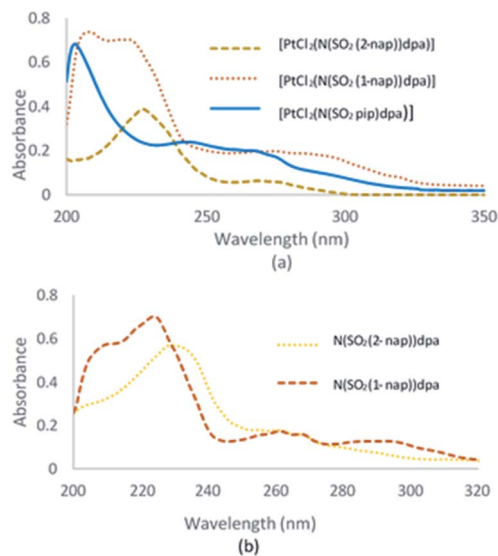 (a)
0.8
[PtCl₂(N(SO₂(2-nap))dpa)]
0.6
[PtCl₂(N(SO₂(1-nap))dpa)]
[PtCl₂(N(SO₂pip)dpa)]
0.4
0.2
0
Absorbance
200 250 300 350
Wavelength (nm)
(a)
0.8
N(SO₂(2-nap))dpa
0.6
N(SO₂(1-nap))dpa
0.4
0.2
0
Absorbance
200 220 240 260 280 300 320
Wavelength (nm)
(b)